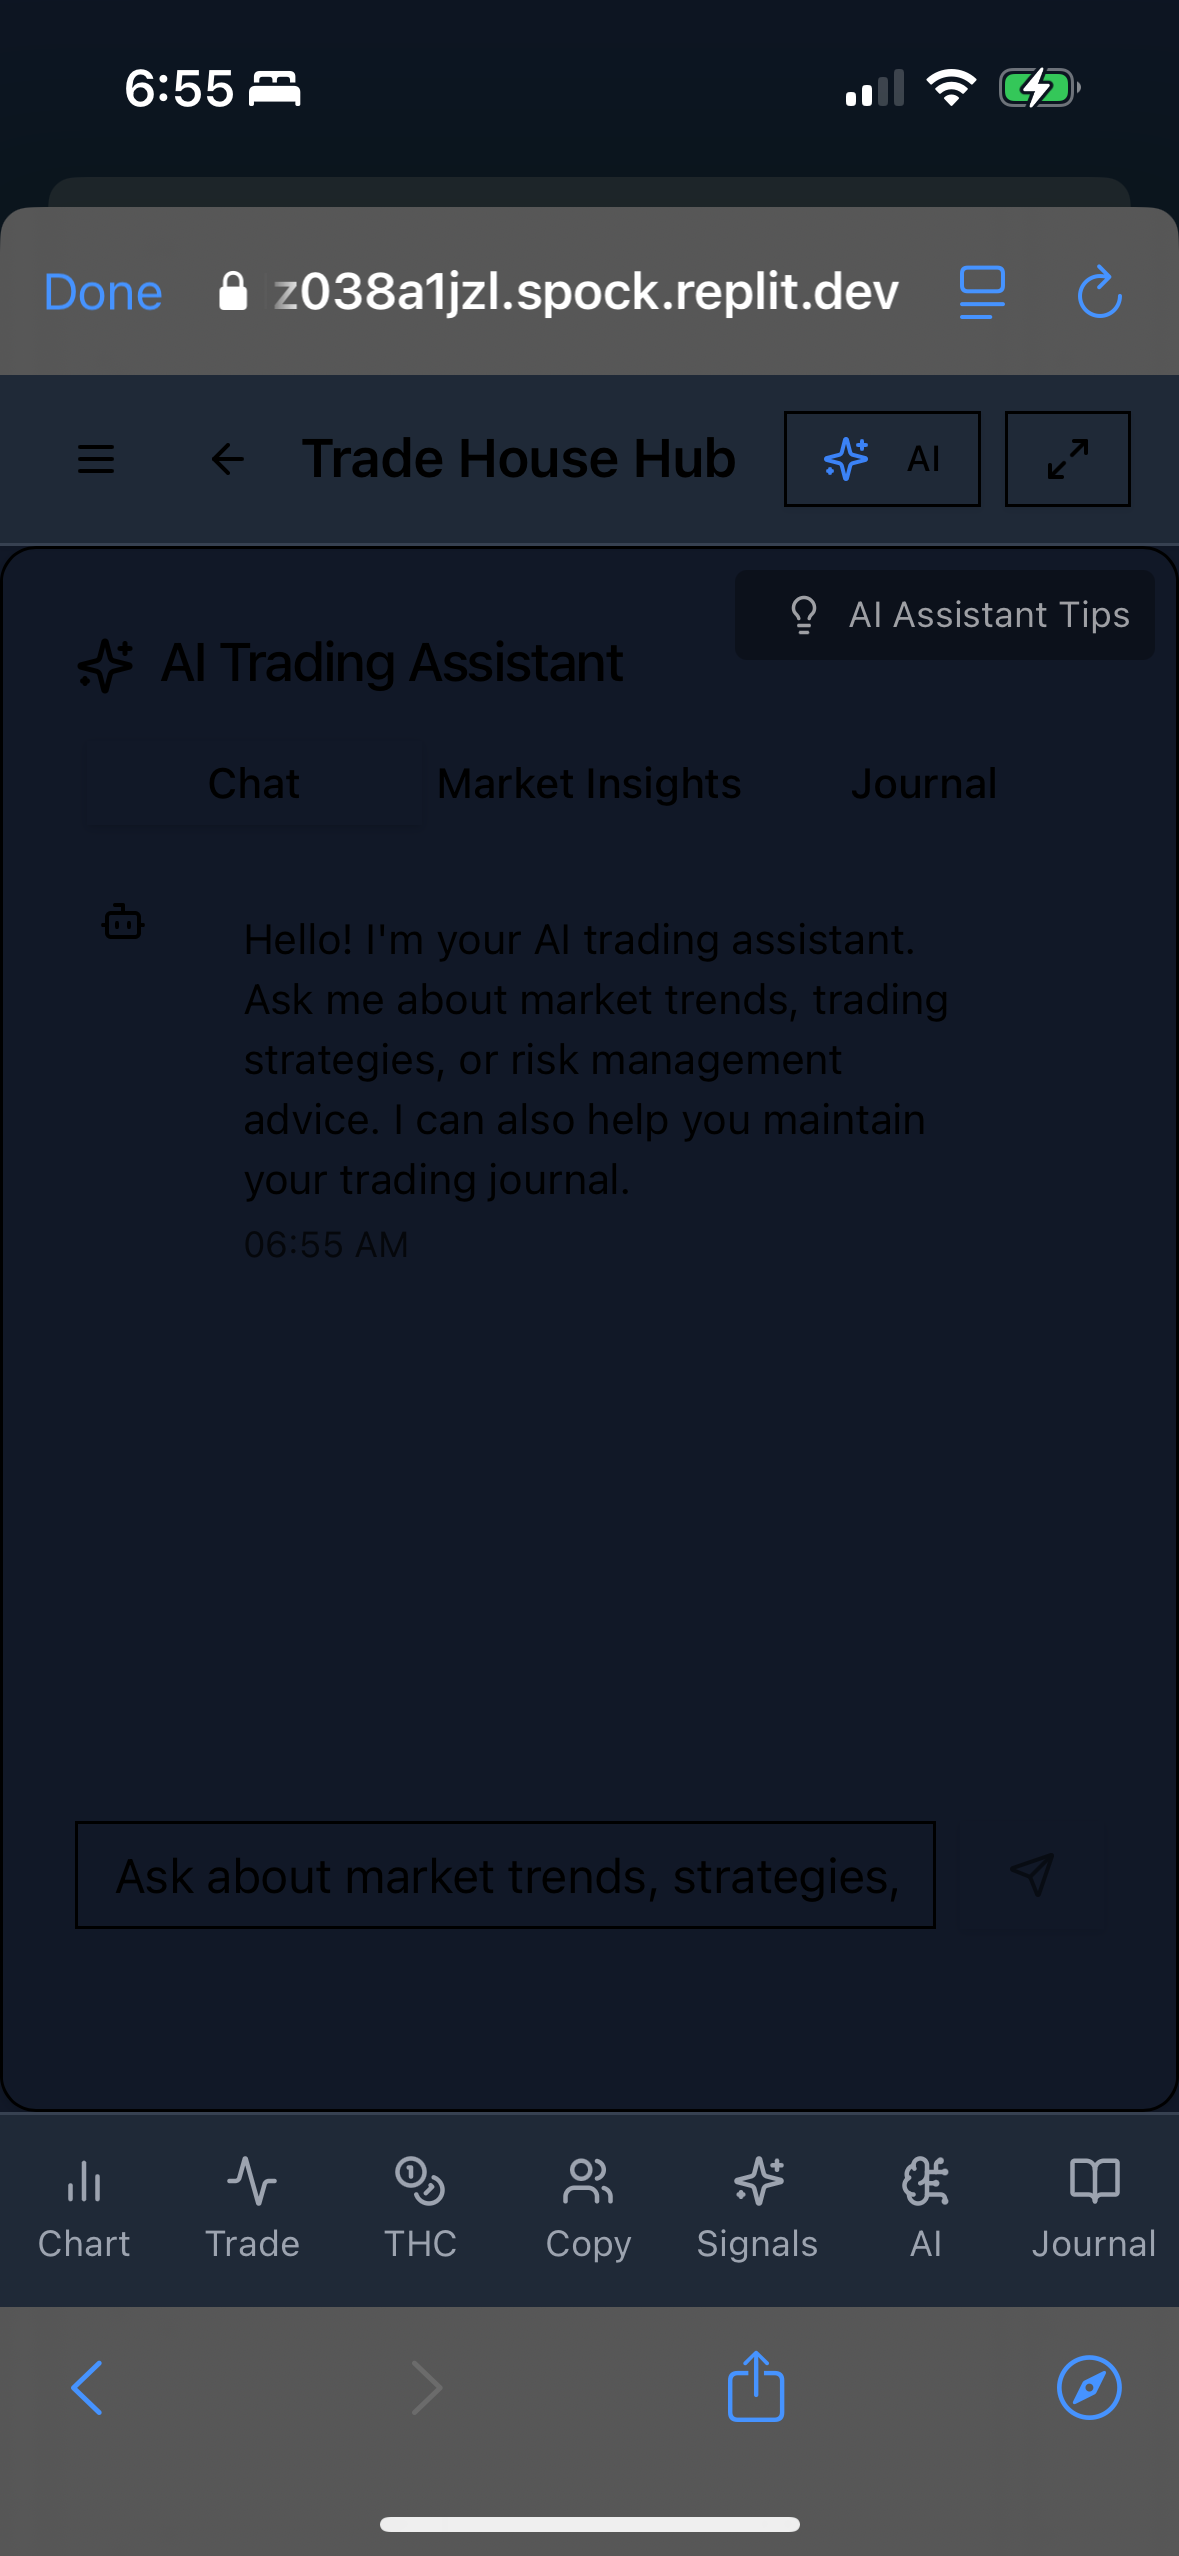 6:55
z038a1jzl.spock.replit.dev
Done
Trade House Hub
AI
AI Assistant Tips
AI Trading Assistant
Chat
Market Insights
Journal
Hello! I'm your AI trading assistant.
Ask me about market trends, trading
strategies, or risk management
advice. I can also help you maintain
your trading journal.
06:55 AM
Ask about market trends, strategies,
Chart
Trade
THC
Copy
Signals
AI
Journal